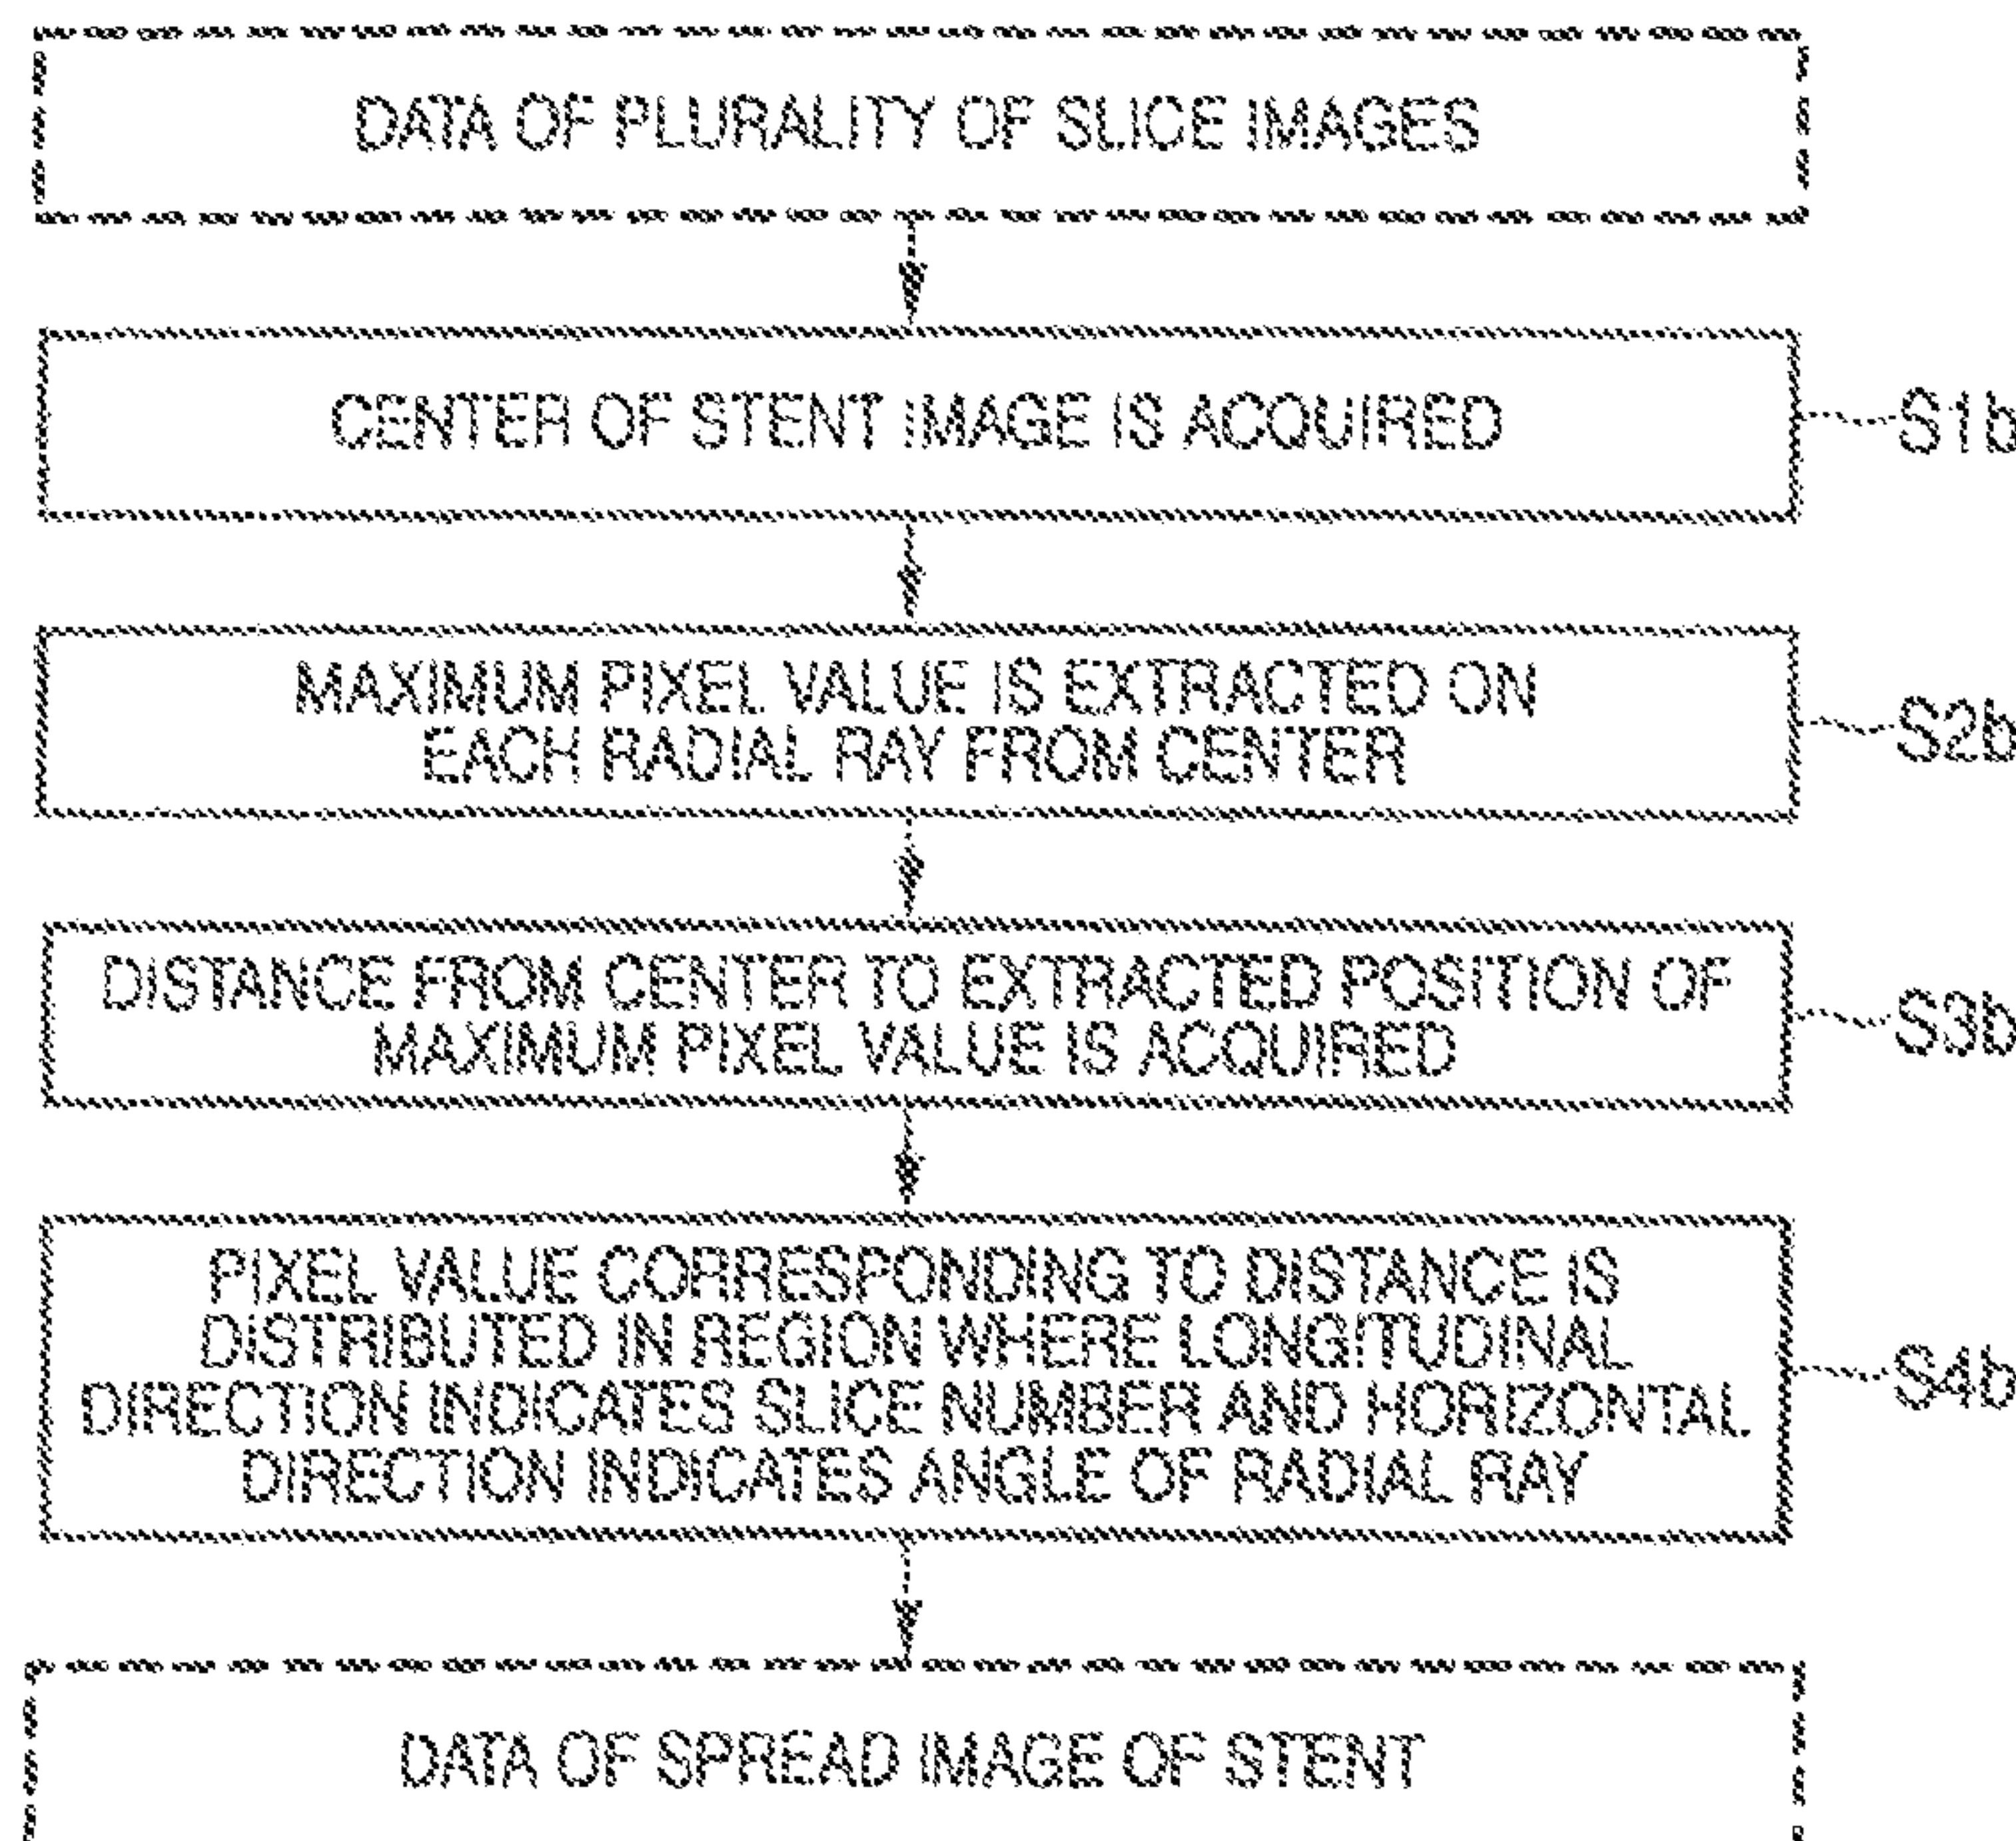 DATA OF PLURALITY OF SLICE IMAGES
CENTER OF STENT IMAGE IS ACQUIRED
S1b
MAXIMUM PIXEL VALUE IS EXTRACTED ON
EACH RADIAL RAY FROM CENTER
S2b
DISTANCE FROM CENTER TO EXTRACTED POSITION OF
MAXIMUM PIXEL VALUE IS ACQUIRED
S3b
PIXEL VALUE CORRESPONDING TO DISTANCE IS
DISTRIBUTED IN REGION WHERE LONGITUDINAL
DIRECTION INDICATES SLICE NUMBER AND HORIZONTAL
DIRECTION INDICATES ANGLE OF RADIAL RAY
S4b
DATA OF SPREAD IMAGE OF STENT